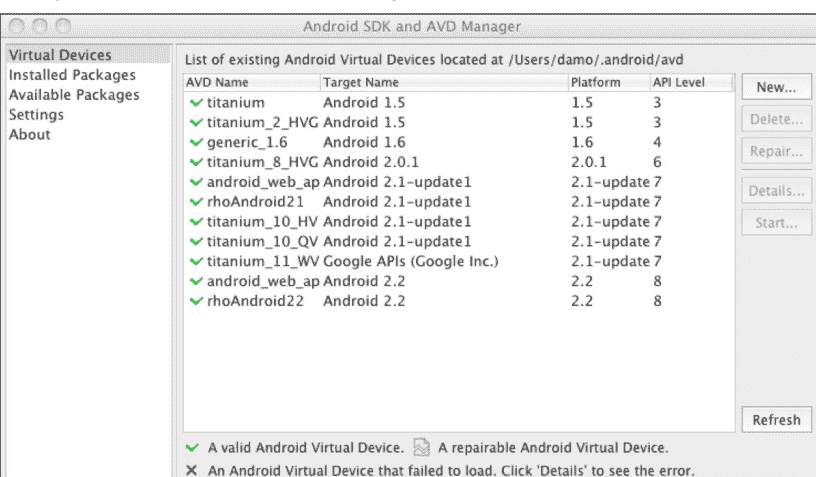 Android SDK and AVD Manager
Virtual Devices
Installed Packages
Available Packages
Settings
About
List of existing Android Virtual Devices located at /Users/damo/.android/avd
AVD Name Target Name Platform API Level
titanium Android 1.5 1.5 3
titanium_2_HVG Android 1.5 1.5 3
generic_1.6 Android 1.6 1.6 4
titanium_8_HVG Android 2.0.1 2.0.1 6
android_web_ap Android 2.1-update1 2.1-update 7
rhoAndroid21 Android 2.1-update1 2.1-update 7
titanium_10_HV Android 2.1-update1 2.1-update 7
titanium_10_QV Android 2.1-update1 2.1-update 7
titanium_11_WV Google APIs (Google Inc.) 2.1-update 7
android_web_ap Android 2.2 2.2 8
rhoAndroid22 Android 2.2 2.2 8
New...
Delete...
Repair...
Details...
Start...
Refresh
A valid Android Virtual Device. A repairable Android Virtual Device.
An Android Virtual Device that failed to load. Click 'Details' to see the error.